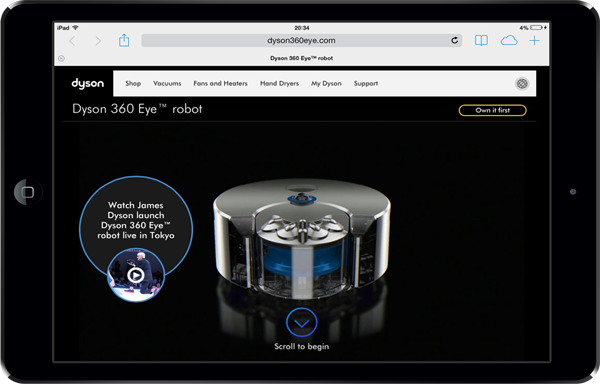 iPad 20:34 4%
dyson360eye.com
Dyson 360 Eye™ robot
dyson Shop Vacuums Fans and Heaters Hand Dryers My Dyson Support
Dyson 360 Eye™ robot Own it first
Watch James
Dyson launch
Dyson 360 Eye™
robot live in Tokyo
Scroll to begin